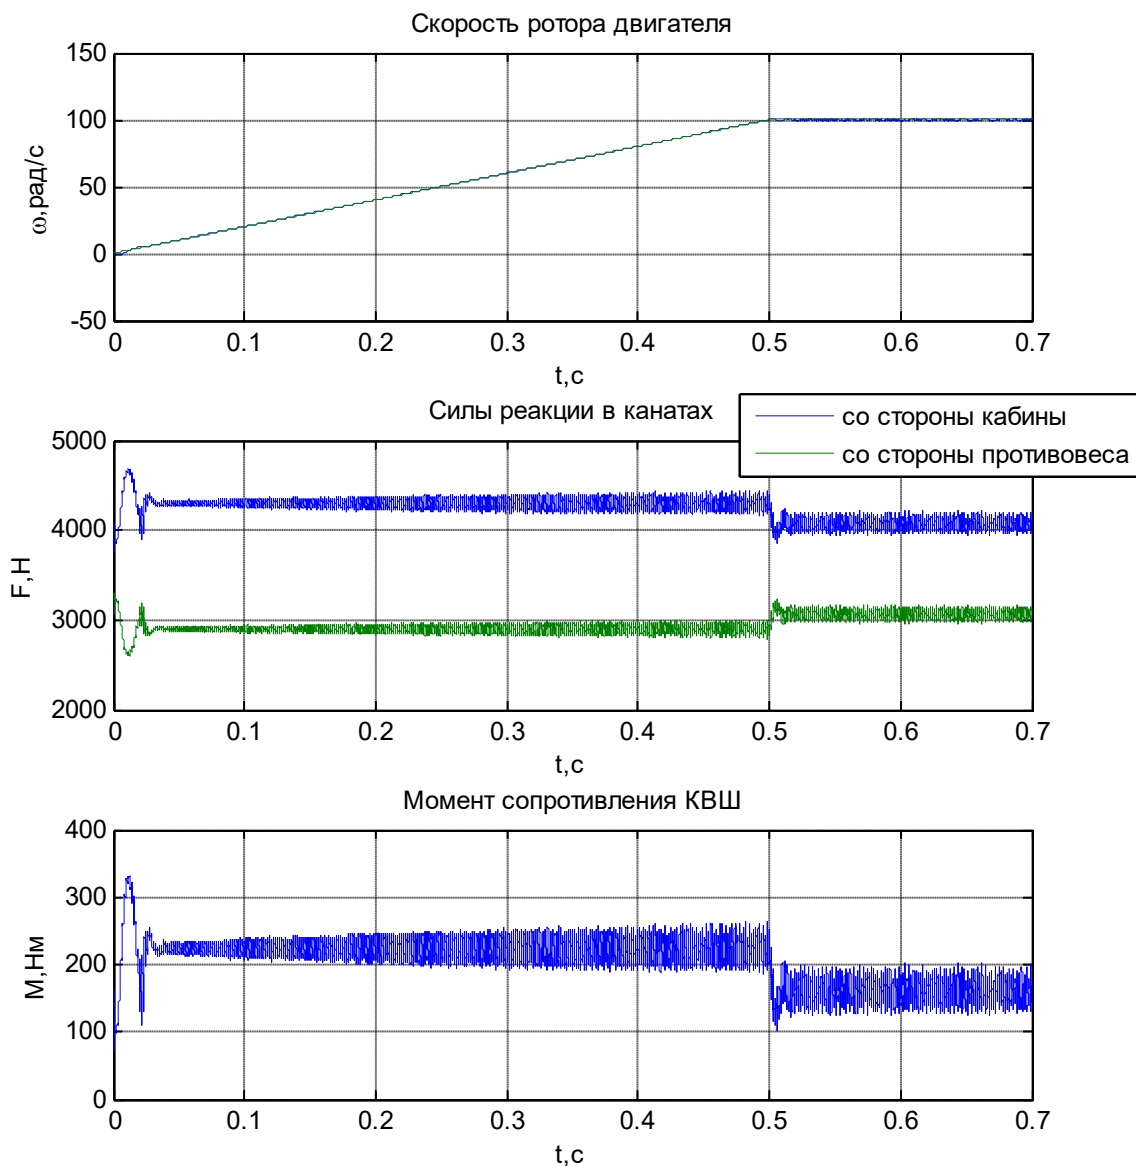 Скорость ротора двигателя
150
100
50
0
-50
ω,рад/с
0 0.1 0.2 0.3 0.4 0.5 0.6 0.7
t,с
Силы реакции в канатах
со стороны кабины
со стороны противовеса
5000
4000
3000
2000
F,Н
0 0.1 0.2 0.3 0.4 0.5 0.6 0.7
t,с
Момент сопротивления КВШ
400
300
200
100
0
М,Нм
0 0.1 0.2 0.3 0.4 0.5 0.6 0.7
t,с